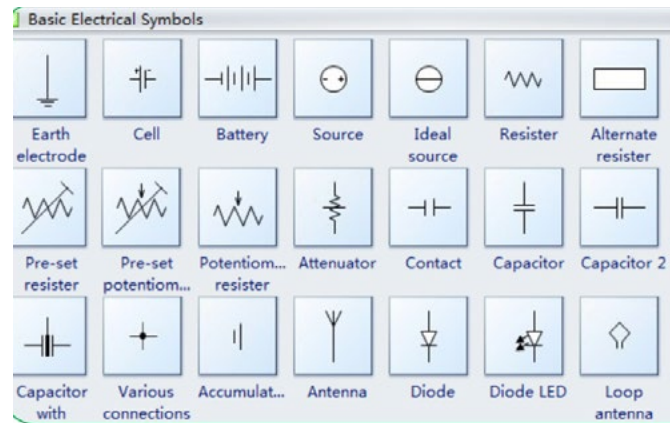 Basic Electrical Symbols
Earth electrode
Cell
Battery
Source
Ideal source
Resister
Alternate resister
Pre-set resister
Pre-set potentiom...
Potentiom... resister
Attenuator
Contact
Capacitor
Capacitor 2
Capacitor with
Various connections
Accumulat...
Antenna
Diode
Diode LED
Loop antenna